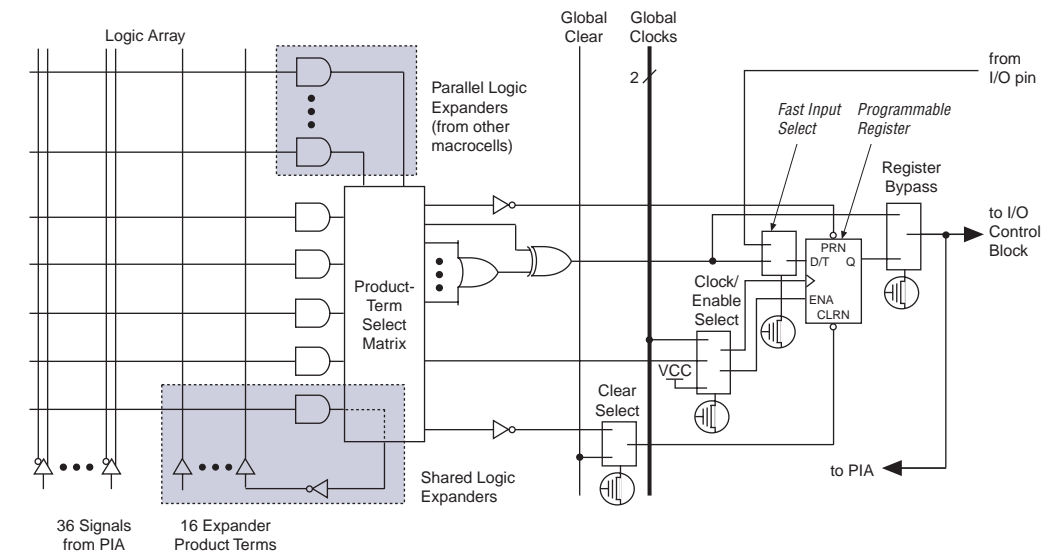 Logic Array
Global
Clear
Global
Clocks
2
from
I/O pin
Parallel Logic
Expanders
(from other
macrocells)
Fast Input
Select
Programmable
Register
Register
Bypass
to I/O
Control
Block
PRN
D/T Q
ENA
CLRN
Product-
Term
Select
Matrix
Clock/
Enable
Select
VCC
Clear
Select
to PIA
Shared Logic
Expanders
36 Signals
from PIA
16 Expander
Product Terms